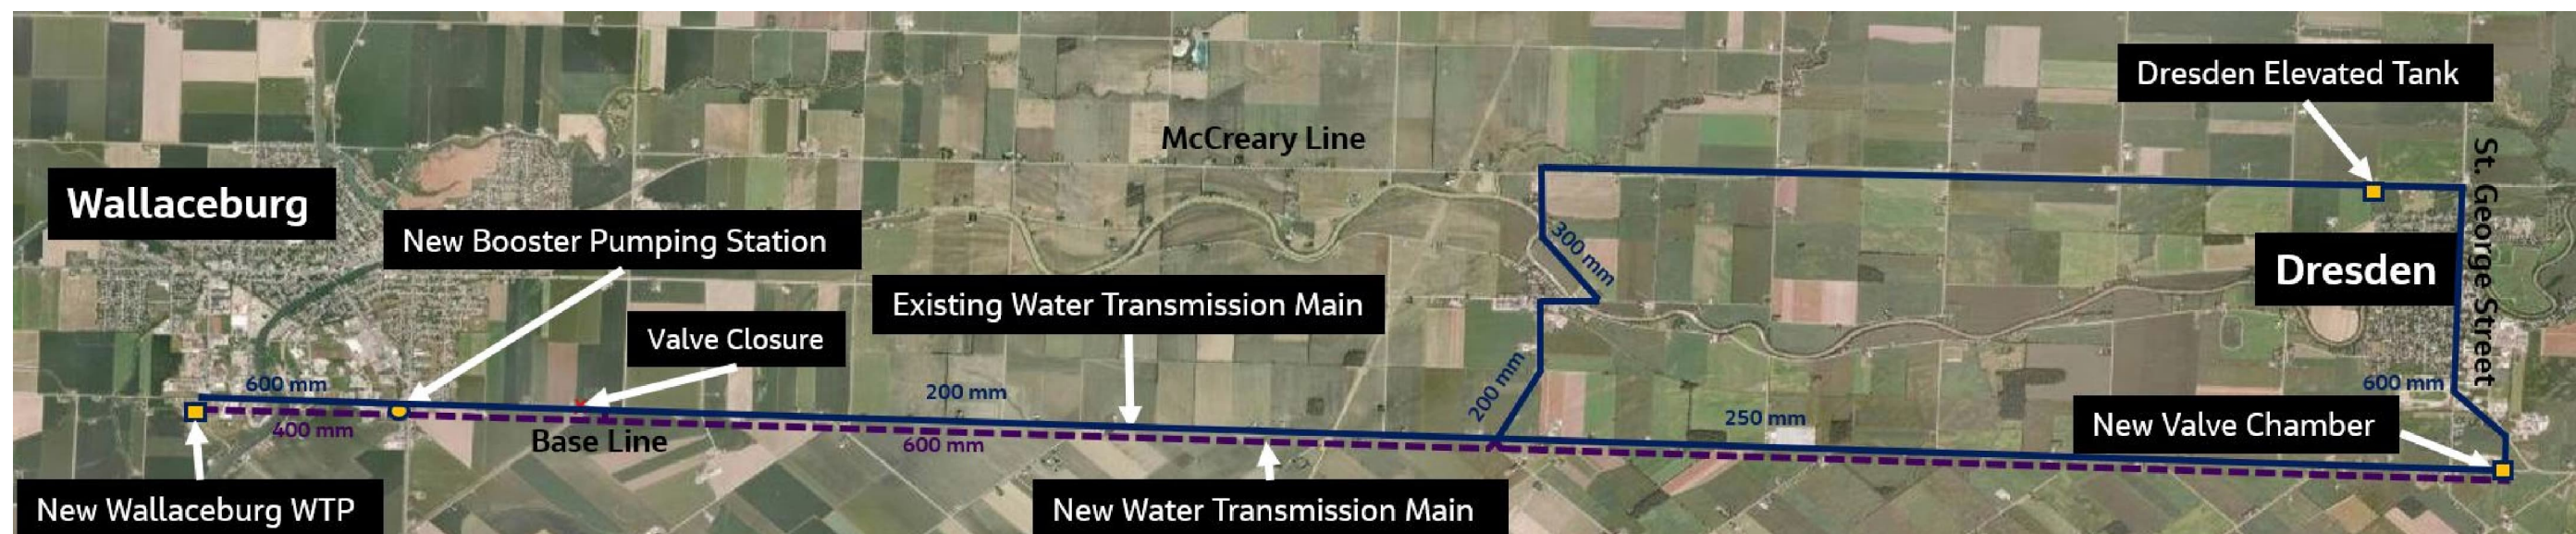 Dresden Elevated Tank
McCreary Line
St. George Street
Wallaceburg
New Booster Pumping Station
300 mm
Dresden
Existing Water Transmission Main
Valve Closure
600 mm
200 mm
200 mm
600 mm
250 mm
400 mm
Base Line
600 mm
New Valve Chamber
New Wallaceburg WTP
New Water Transmission Main